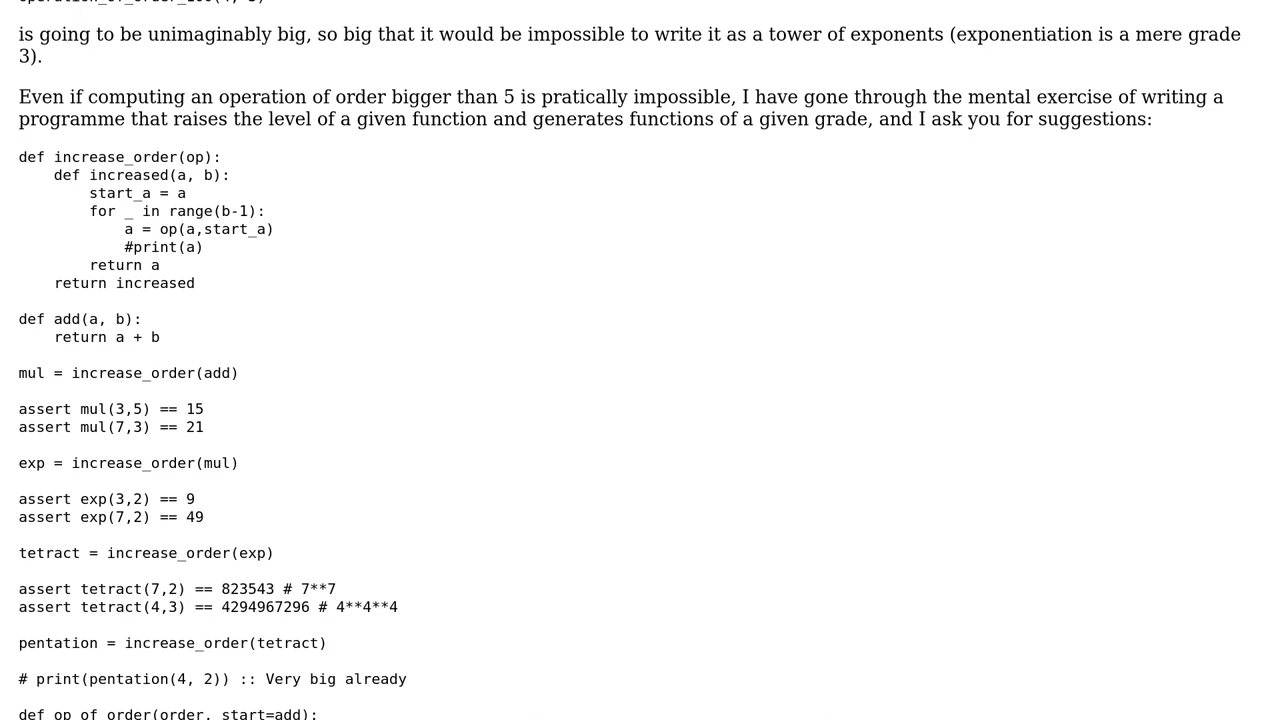 operation_of_order_100(4, 3)
is going to be unimaginably big, so big that it would be impossible to write it as a tower of exponents (exponentiation is a mere grade
3).
Even if computing an operation of order bigger than 5 is pratically impossible, I have gone through the mental exercise of writing a
programme that raises the level of a given function and generates functions of a given grade, and I ask you for suggestions:
def increase_order(op):
    def increased(a, b):
        start_a = a
        for _ in range(b-1):
            a = op(a,start_a)
            #print(a)
        return a
    return increased
def add(a, b):
    return a + b
mul = increase_order(add)
assert mul(3,5) == 15
assert mul(7,3) == 21
exp = increase_order(mul)
assert exp(3,2) == 9
assert exp(7,2) == 49
tetract = increase_order(exp)
assert tetract(7,2) == 823543 # 7**7
assert tetract(4,3) == 4294967296 # 4**4**4
pentation = increase_order(tetract)
# print(pentation(4, 2)) :: Very big already
def op_of_order(order, start=add):